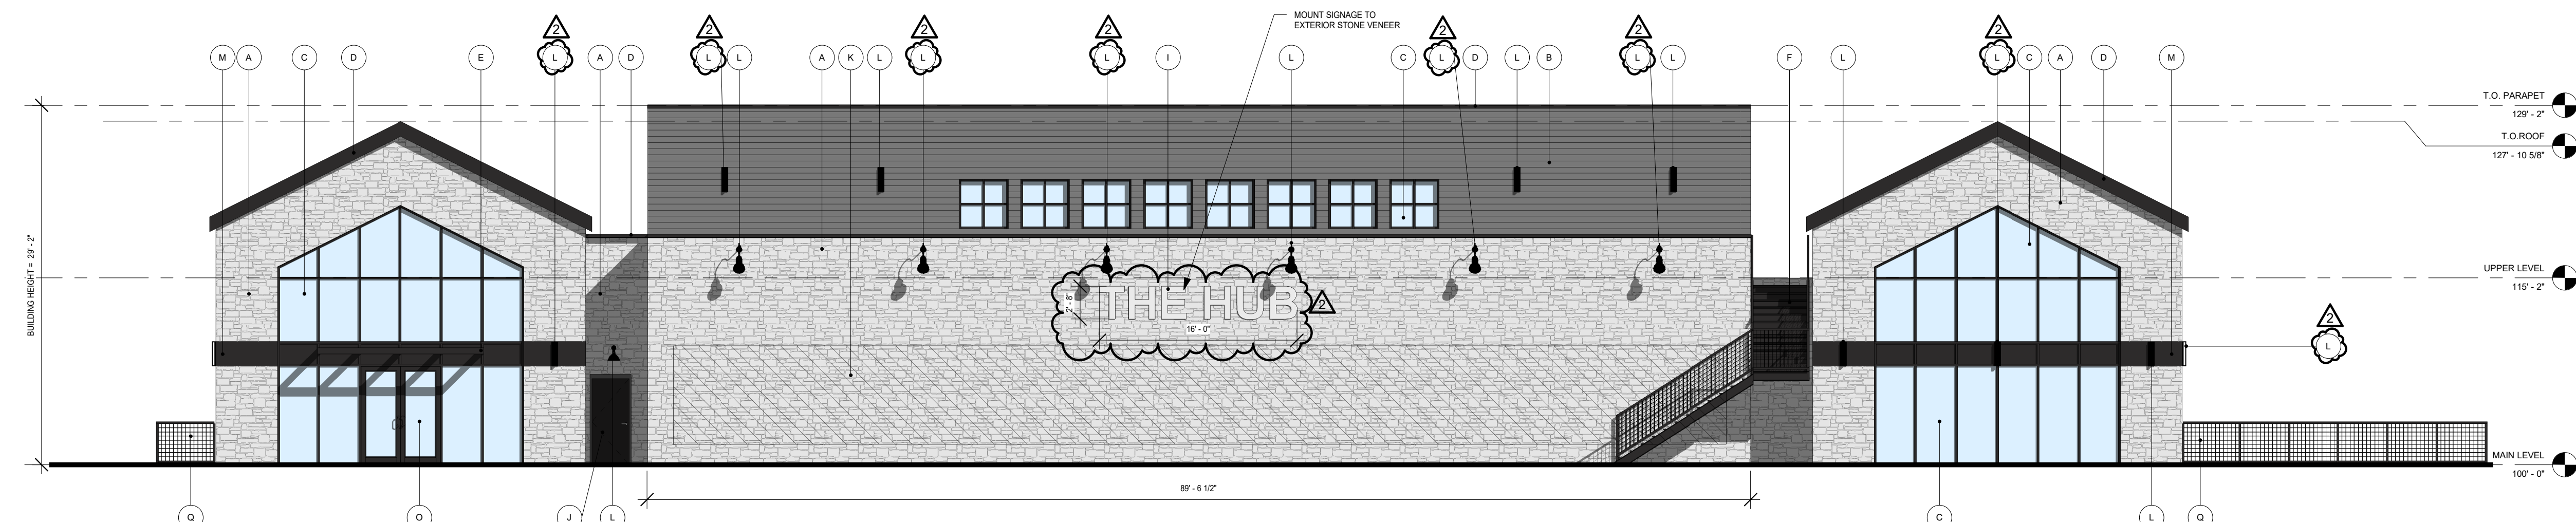 MOUNT SIGNAGE TO
EXTERIOR STONE VENEER
2 2 2 2 2 2 2
M A C D E L A D L L A K L L L I L C L D L B L L F L L C A D M
T.O. PARAPET
129' - 2"
T.O.ROOF
127' - 10 5/8"
BUILDING HEIGHT = 29' - 2"
UPPER LEVEL
115' - 2"
THE HUB
2' - 8"
16' - 0"
2
2
L
MAIN LEVEL
100' - 0"
89' - 6 1/2"
Q O J L C L Q